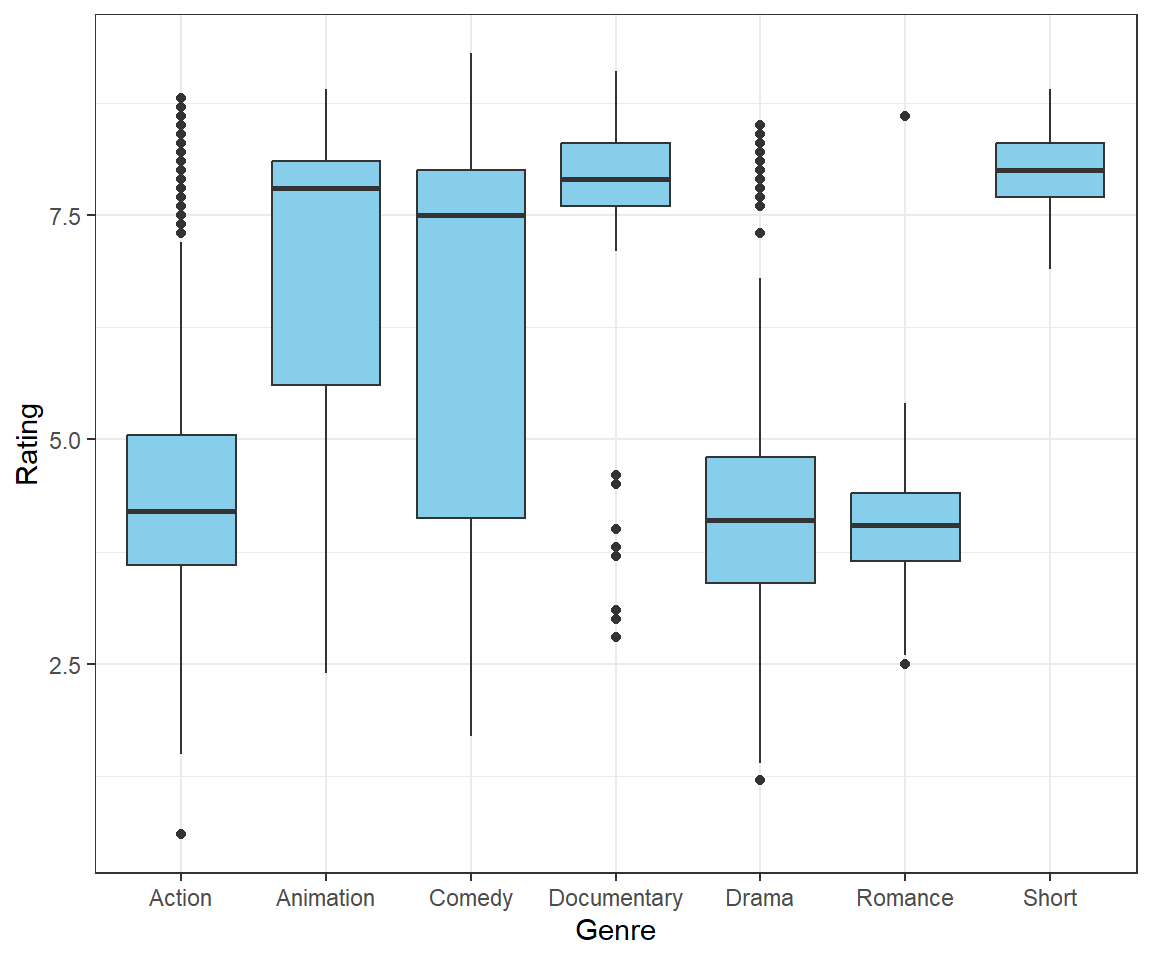 Rating
7.5
5.0
2.5
Action Animation Comedy Documentary Drama Romance Short
Genre